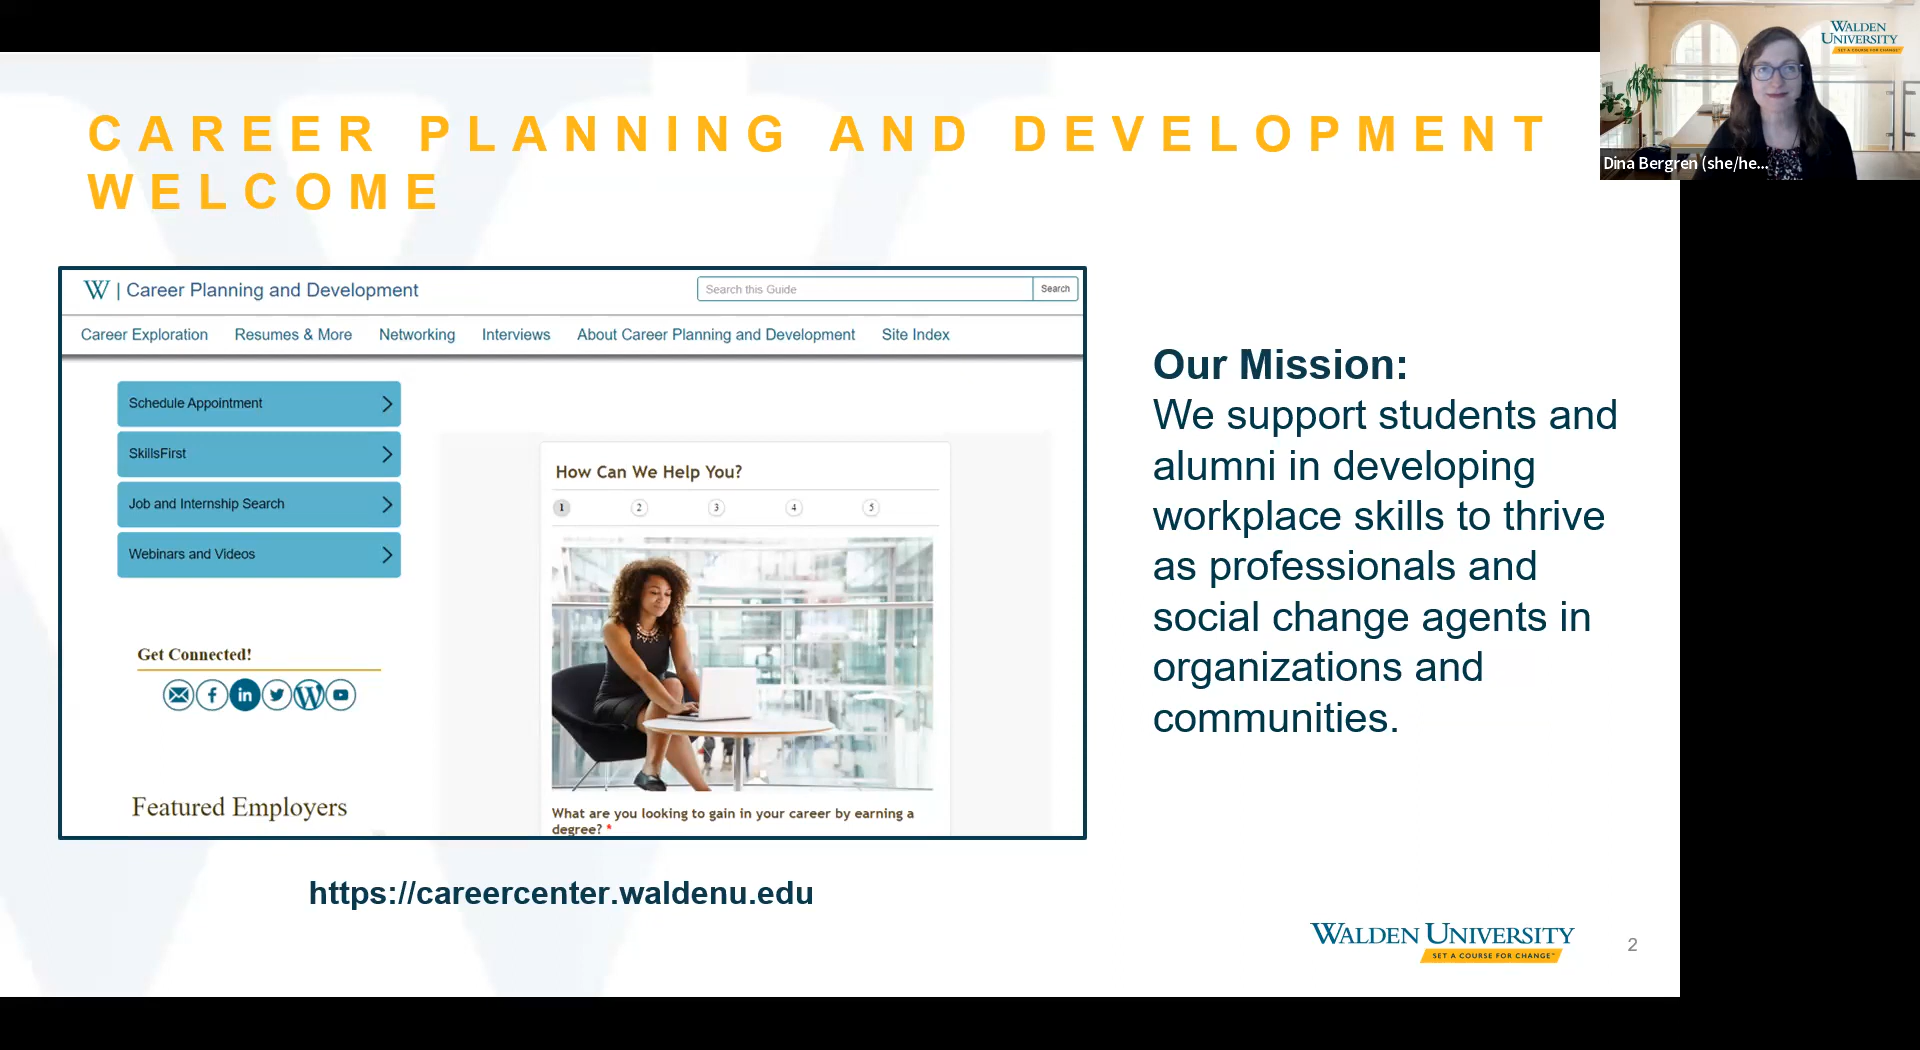 CAREER PLANNING AND DEVELOPMENT
WELCOME
WALDEN
UNIVERSITY
SET A COURSE FOR CHANGE
Dina Bergren (she/he...
W | Career Planning and Development
Search this Guide
Search
Career Exploration
Resumes & More
Networking
Interviews
About Career Planning and Development
Site Index
Schedule Appointment
SkillsFirst
Job and Internship Search
Webinars and Videos
Get Connected!
Featured Employers
How Can We Help You?
1 2 3 4 5
What are you looking to gain in your career by earning a
degree? *
https://careercenter.waldenu.edu
Our Mission:
We support students and
alumni in developing
workplace skills to thrive
as professionals and
social change agents in
organizations and
communities.
WALDEN UNIVERSITY
SET A COURSE FOR CHANGE™
2